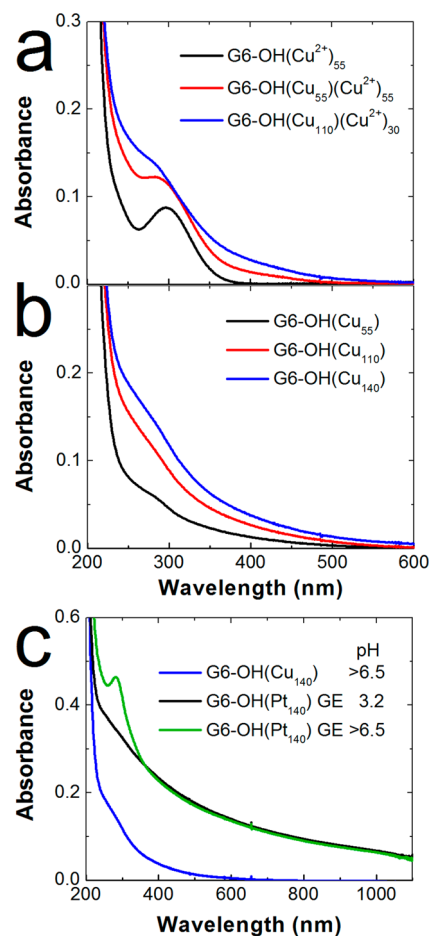 a
G6-OH(Cu²⁺)₅₅
G6-OH(Cu₅₅)(Cu²⁺)₅₅
G6-OH(Cu₁₁₀)(Cu²⁺)₃₀
Absorbance
0.3
0.2
0.1
0.0
b
G6-OH(Cu₅₅)
G6-OH(Cu₁₁₀)
G6-OH(Cu₁₄₀)
Absorbance
0.2
0.1
0.0
200 300 400 500 600
Wavelength (nm)
c
pH
G6-OH(Cu₁₄₀) >6.5
G6-OH(Pt₁₄₀) GE 3.2
G6-OH(Pt₁₄₀) GE >6.5
Absorbance
0.6
0.4
0.2
0.0
200 400 600 800 1000
Wavelength (nm)